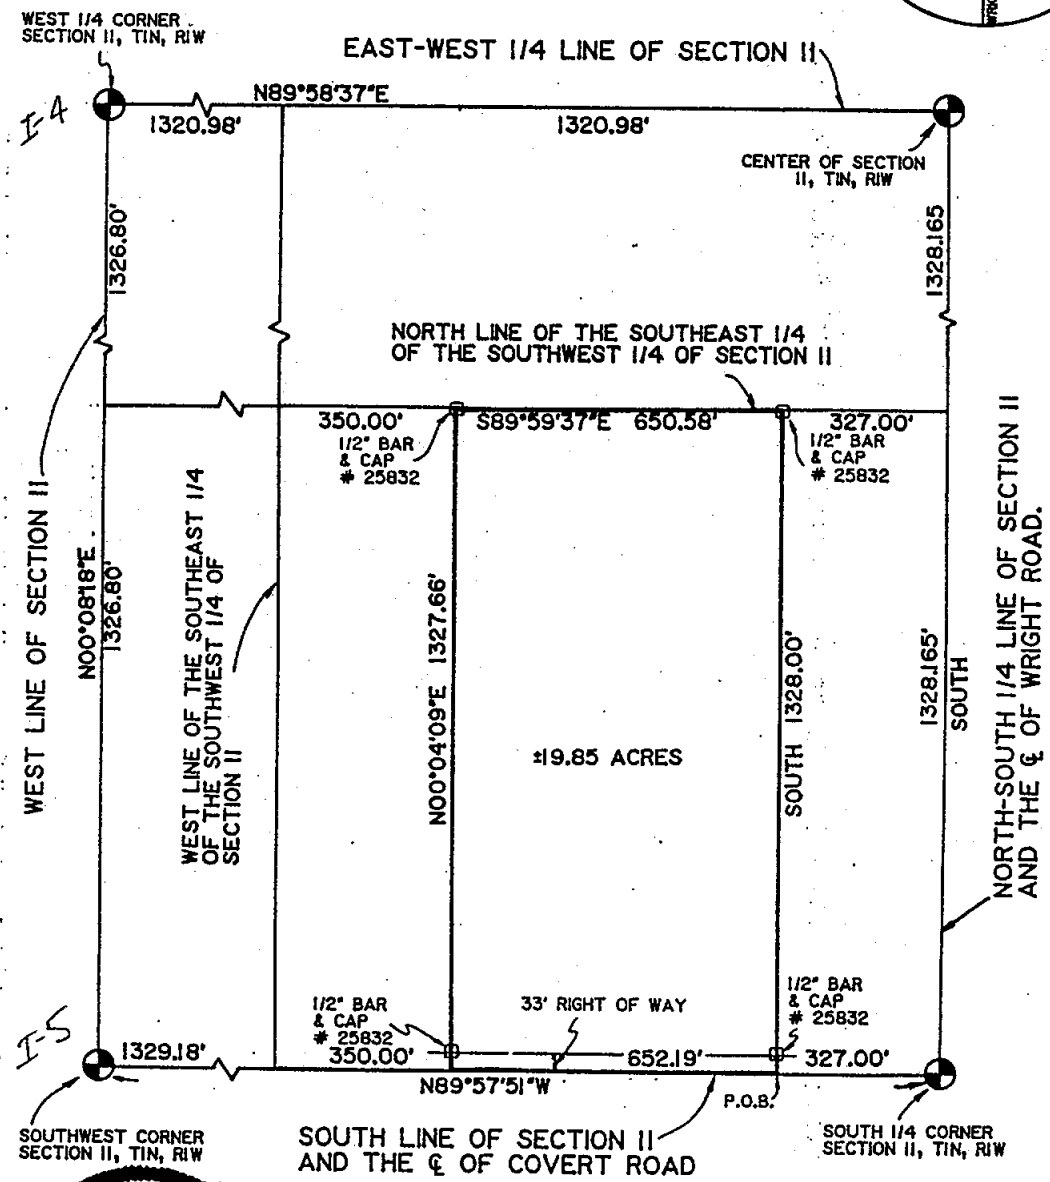 WEST 1/4 CORNER
SECTION 11, T1N, R1W
EAST-WEST 1/4 LINE OF SECTION 11
I-4
N89°58'37"E
1320.98'
1320.98'
CENTER OF SECTION
11, T1N, R1W
1326.80'
1328.165
NORTH LINE OF THE SOUTHEAST 1/4
OF THE SOUTHWEST 1/4 OF SECTION 11
350.00'
S89°59'37"E 650.58'
327.00'
1/2" BAR
& CAP
# 25832
1/2" BAR
& CAP
# 25832
WEST LINE OF SECTION 11
N00°08'18"E
1326.80'
WEST LINE OF THE SOUTHEAST 1/4
OF THE SOUTHWEST 1/4 OF
SECTION 11
N00°04'09"E 1327.66'
±19.85 ACRES
SOUTH 1328.00'
1328.165'
SOUTH
NORTH-SOUTH 1/4 LINE OF SECTION 11
AND THE ℄ OF WRIGHT ROAD.
1/2" BAR
& CAP
# 25832
33' RIGHT OF WAY
1/2" BAR
& CAP
# 25832
I-5
1329.18'
350.00'
652.19'
327.00'
N89°57'51"W
P.O.B.
SOUTHWEST CORNER
SECTION 11, T1N, R1W
SOUTH LINE OF SECTION 11
AND THE ℄ OF COVERT ROAD
SOUTH 1/4 CORNER
SECTION 11, T1N, R1W